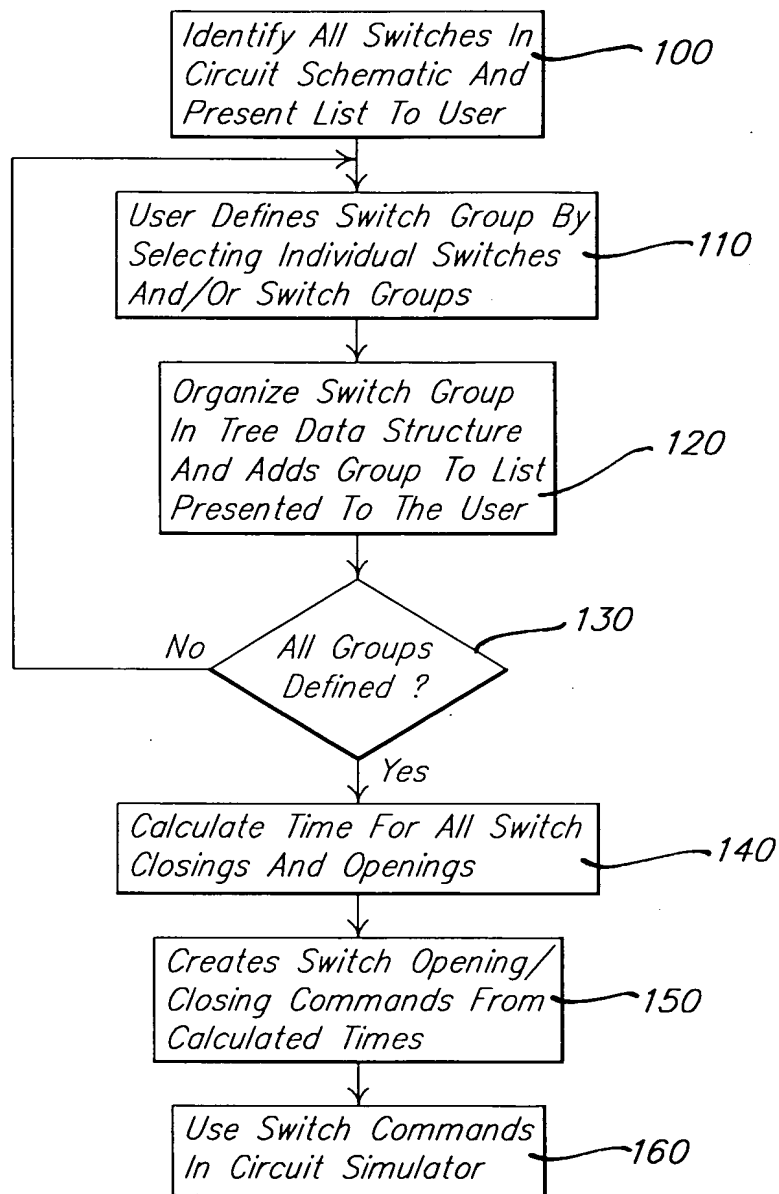 Identify All Switches In
Circuit Schematic And
Present List To User
100
User Defines Switch Group By
Selecting Individual Switches
And/Or Switch Groups
110
Organize Switch Group
In Tree Data Structure
And Adds Group To List
Presented To The User
120
130
No
All Groups
Defined ?
Yes
Calculate Time For All Switch
Closings And Openings
140
Creates Switch Opening/
Closing Commands From
Calculated Times
150
Use Switch Commands
In Circuit Simulator
160